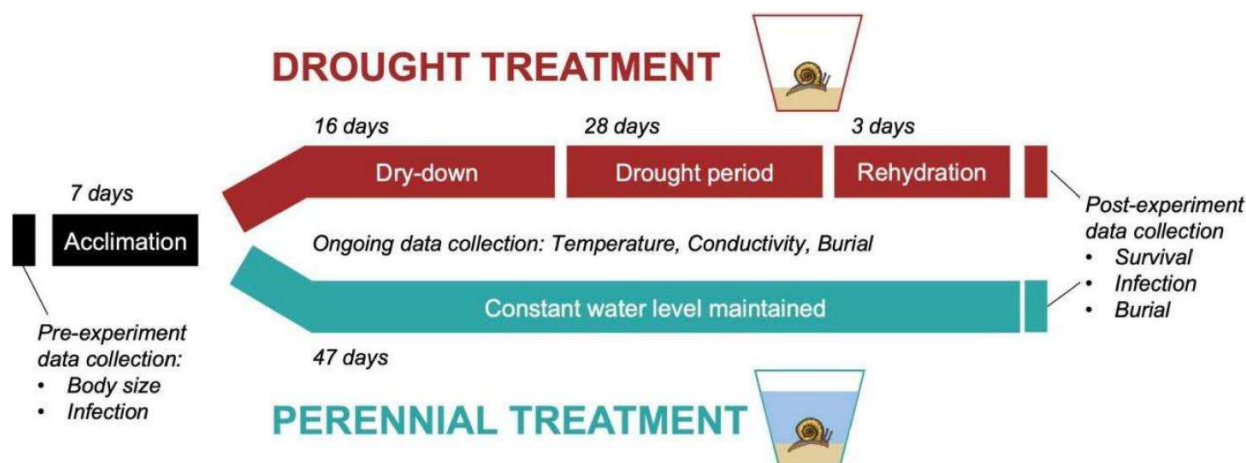 DROUGHT TREATMENT
16 days
28 days
3 days
Dry-down
Drought period
Rehydration
7 days
Acclimation
Ongoing data collection: Temperature, Conductivity, Burial
Constant water level maintained
47 days
Pre-experiment
data collection:
• Body size
• Infection
Post-experiment
data collection
• Survival
• Infection
• Burial
PERENNIAL TREATMENT